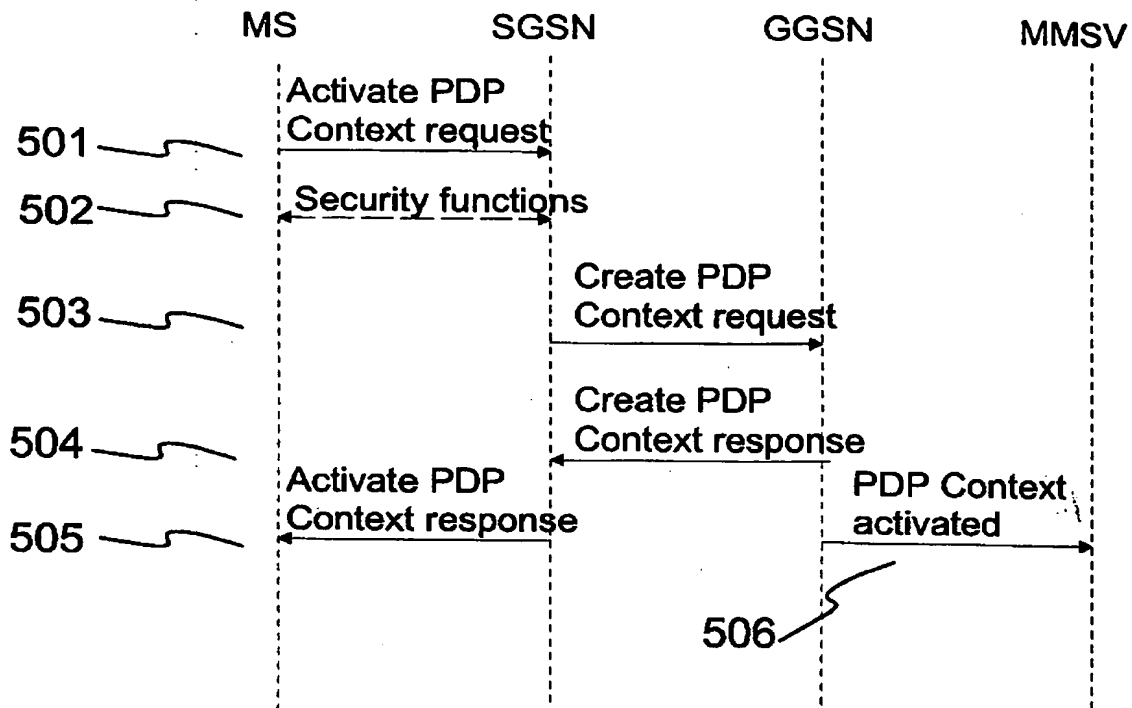 MS SGSN GGSN MMSV
Activate PDP
Context request
501
Security functions
502
Create PDP
Context request
503
Create PDP
Context response
504
Activate PDP
Context response
505
PDP Context
activated
506